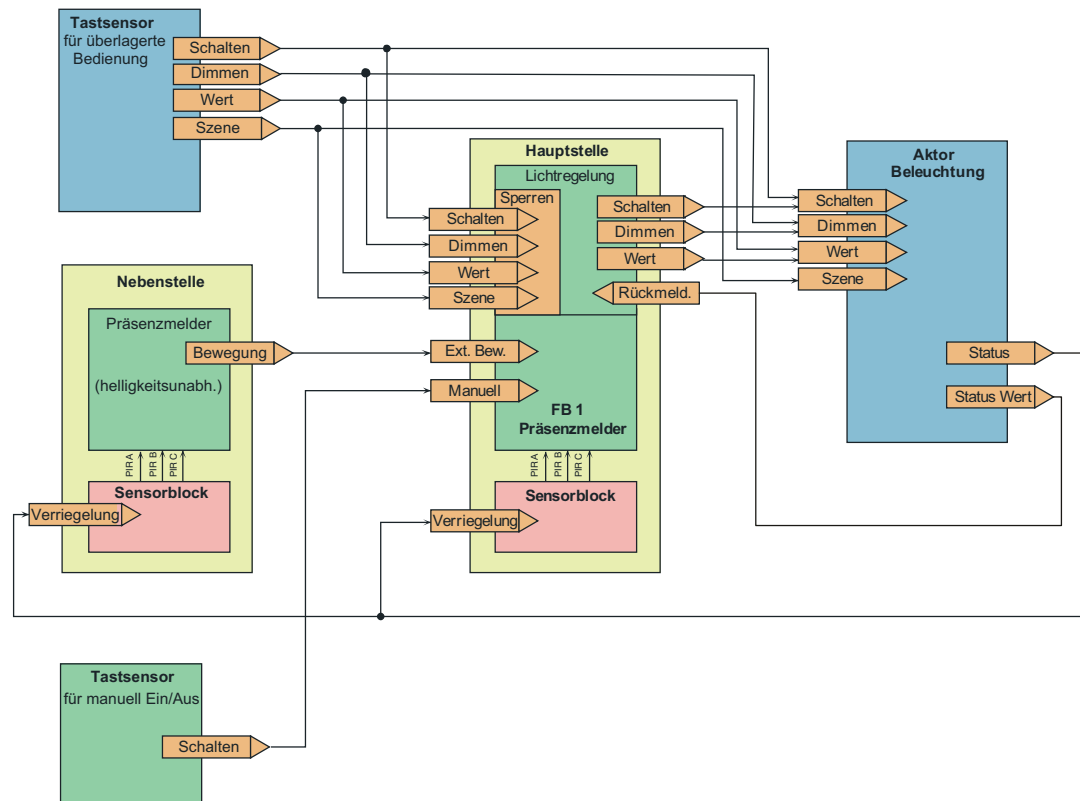 Tastsensor
für überlagerte
Bedienung
Schalten
Dimmen
Wert
Szene
Hauptstelle
Lichtregelung
Sperren
Schalten
Dimmen
Wert
Szene
Schalten
Dimmen
Wert
Rückmeld.
Ext. Bew.
Manuell
FB 1
Präsenzmelder
PIR A
PIR B
PIR C
Sensorblock
Verriegelung
Aktor
Beleuchtung
Schalten
Dimmen
Wert
Szene
Status
Status Wert
Nebenstelle
Präsenzmelder
Bewegung
(helligkeitsunabh.)
PIR A
PIR B
PIR C
Sensorblock
Verriegelung
Tastsensor
für manuell Ein/Aus
Schalten